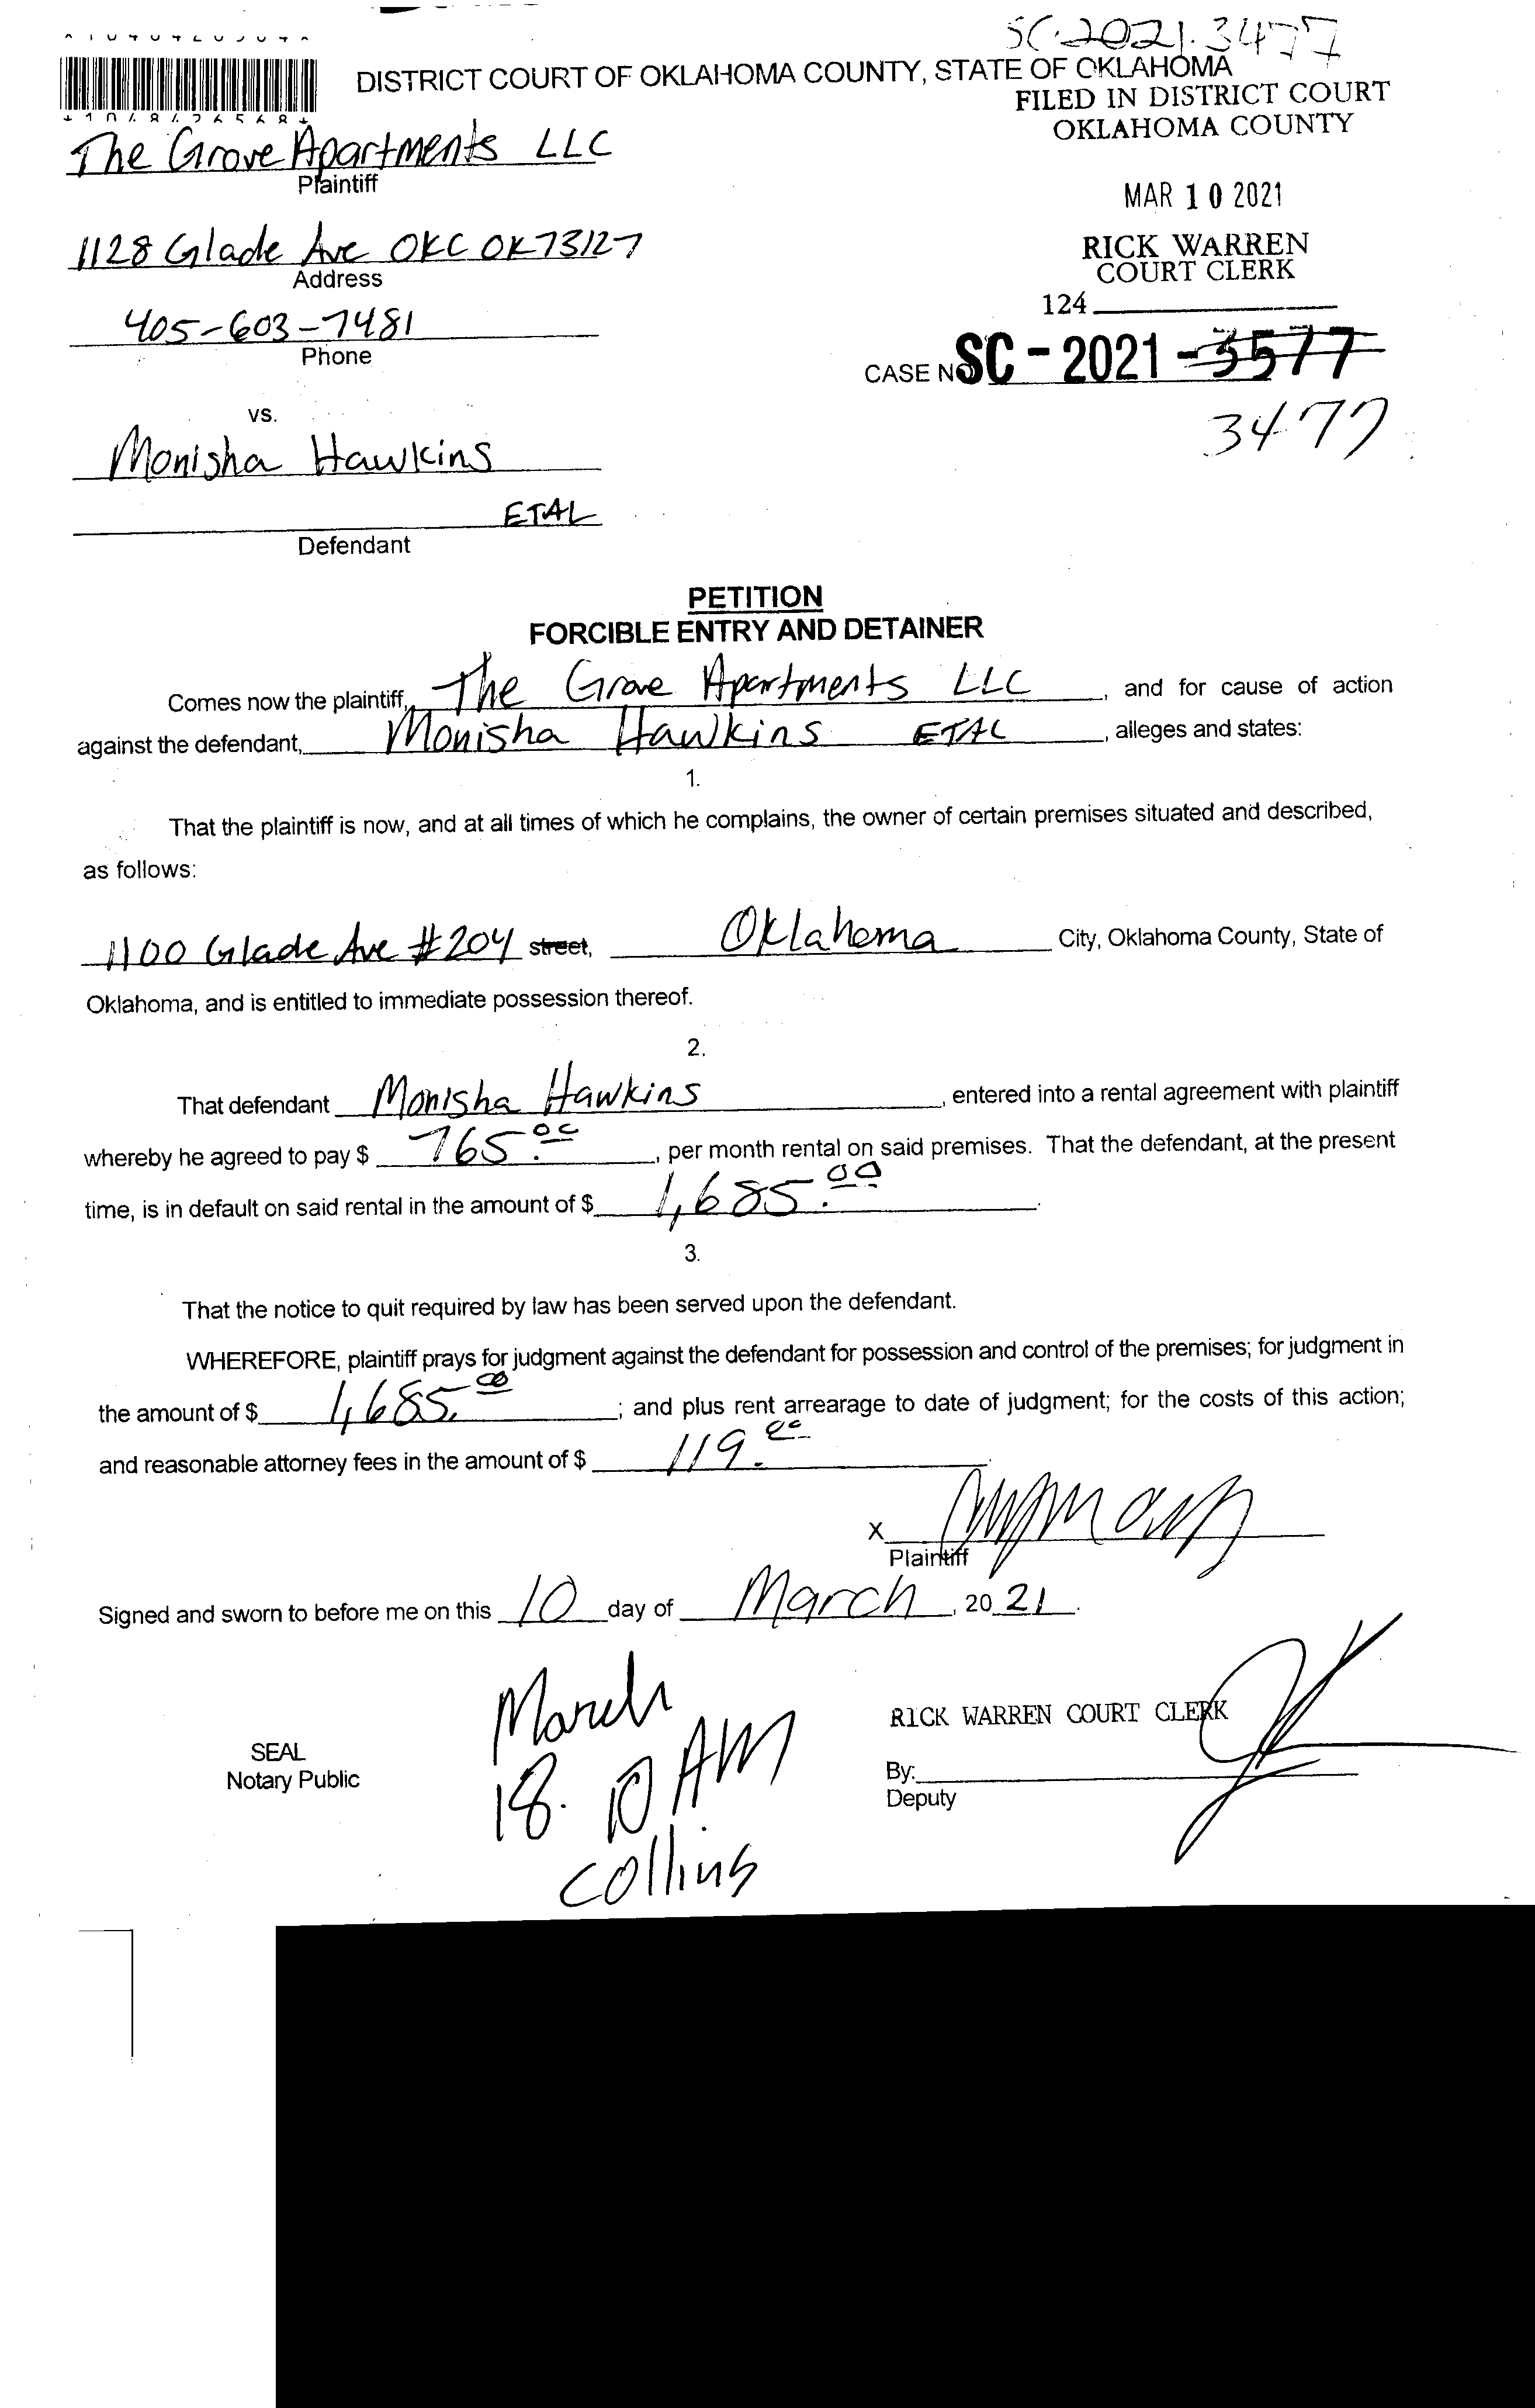 SC-2021-3477
DISTRICT COURT OF OKLAHOMA COUNTY, STATE OF OKLAHOMA
FILED IN DISTRICT COURT
OKLAHOMA COUNTY
The Grove Apartments LLC
Plaintiff
MAR 10 2021
1128 Glade Ave OKC OK 73127
Address
RICK WARREN
COURT CLERK
405-603-7481
Phone
124
CASE NO SC-2021-3577
3477
vs.
Monisha Hawkins
ETAL
Defendant
PETITION
FORCIBLE ENTRY AND DETAINER
Comes now the plaintiff, The Grove Apartments LLC, and for cause of action
against the defendant, Monisha Hawkins ETAL, alleges and states:
1.
That the plaintiff is now, and at all times of which he complains, the owner of certain premises situated and described,
as follows:
1100 Glade Ave #204 street, Oklahoma City, Oklahoma County, State of
Oklahoma, and is entitled to immediate possession thereof.
2.
That defendant Monisha Hawkins, entered into a rental agreement with plaintiff
whereby he agreed to pay $ 765.00, per month rental on said premises. That the defendant, at the present
time, is in default on said rental in the amount of $ 1,685.00.
3.
That the notice to quit required by law has been served upon the defendant.
WHEREFORE, plaintiff prays for judgment against the defendant for possession and control of the premises; for judgment in
the amount of $ 1,685.00; and plus rent arrearage to date of judgment; for the costs of this action;
and reasonable attorney fees in the amount of $ 119.00.
X
Plaintiff
Signed and sworn to before me on this 10 day of March, 20 21.
March
18. 10 AM
Collins
RICK WARREN COURT CLERK
SEAL
Notary Public
By:
Deputy